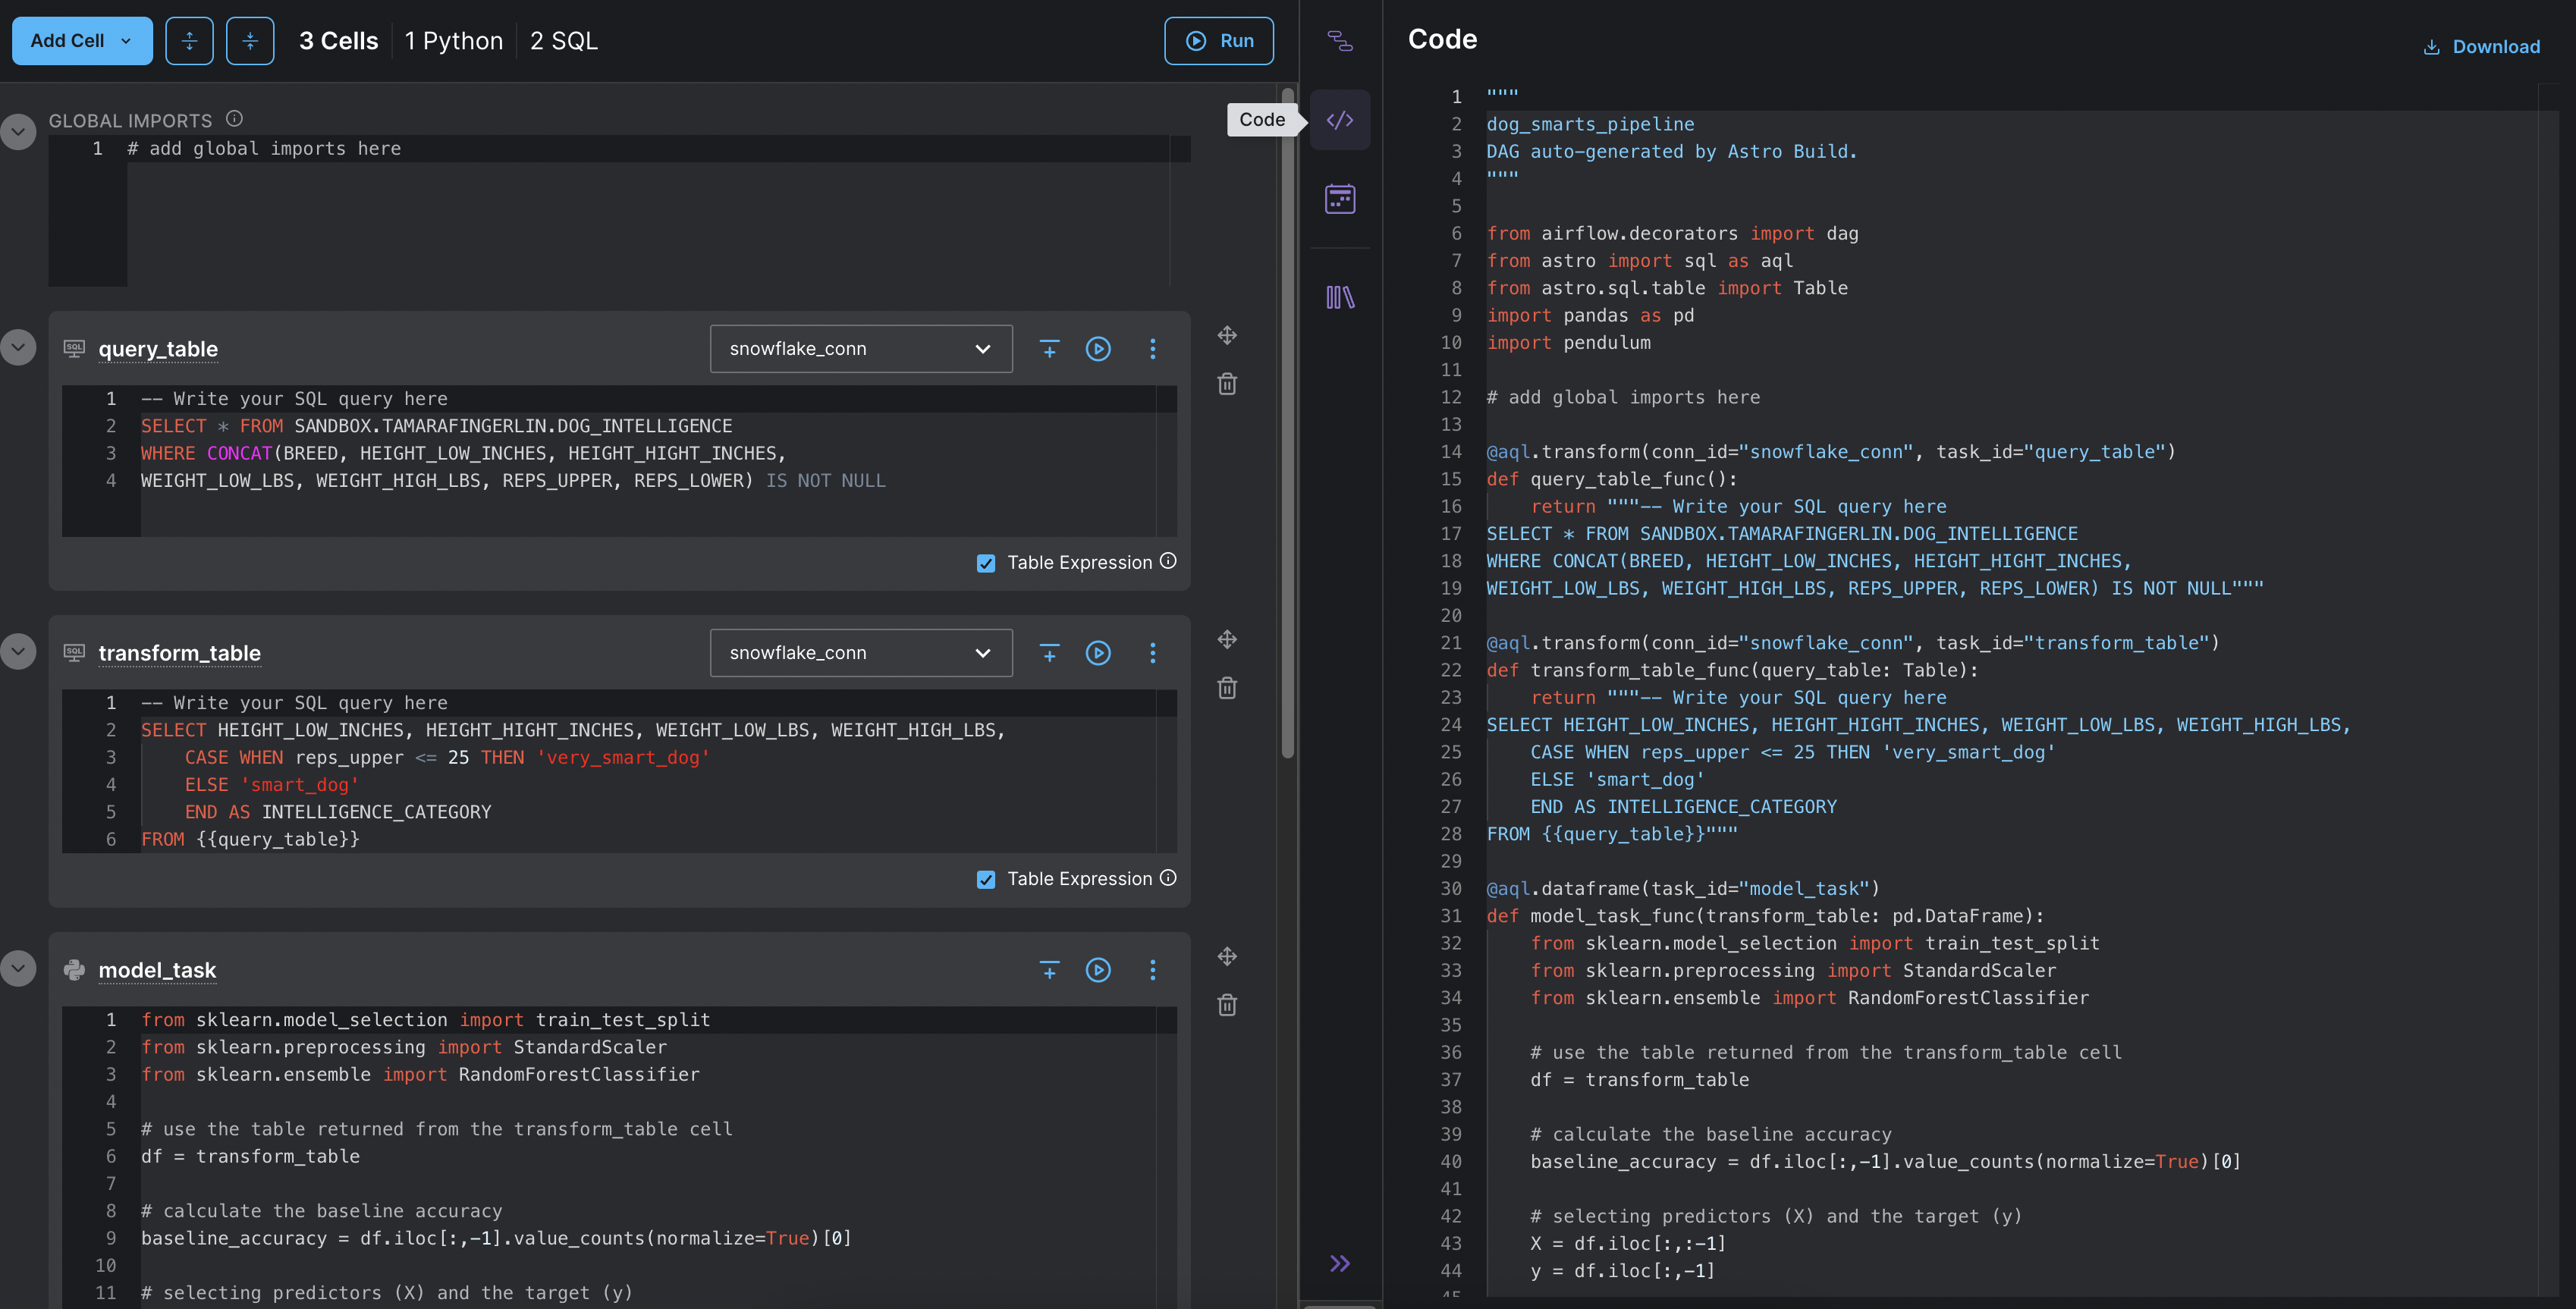 Add Cell
3 Cells
1 Python
2 SQL
Run
GLOBAL IMPORTS
1 # add global imports here
query_table
snowflake_conn
1 -- Write your SQL query here
2 SELECT * FROM SANDBOX.TAMARAFINGERLIN.DOG_INTELLIGENCE
3 WHERE CONCAT(BREED, HEIGHT_LOW_INCHES, HEIGHT_HIGHT_INCHES,
4 WEIGHT_LOW_LBS, WEIGHT_HIGH_LBS, REPS_UPPER, REPS_LOWER) IS NOT NULL
Table Expression
SQL
transform_table
snowflake_conn
1 -- Write your SQL query here
2 SELECT HEIGHT_LOW_INCHES, HEIGHT_HIGHT_INCHES, WEIGHT_LOW_LBS, WEIGHT_HIGH_LBS,
3     CASE WHEN reps_upper <= 25 THEN 'very_smart_dog'
4     ELSE 'smart_dog'
5     END AS INTELLIGENCE_CATEGORY
6 FROM {{query_table}}
Table Expression
model_task
1 from sklearn.model_selection import train_test_split
2 from sklearn.preprocessing import StandardScaler
3 from sklearn.ensemble import RandomForestClassifier
4
5 # use the table returned from the transform_table cell
6 df = transform_table
7
8 # calculate the baseline accuracy
9 baseline_accuracy = df.iloc[:,-1].value_counts(normalize=True)[0]
10
11 # selecting predictors (X) and the target (y)
Code
Code
Download
1 """
2 dog_smarts_pipeline
3 DAG auto-generated by Astro Build.
4 """
5
6 from airflow.decorators import dag
7 from astro import sql as aql
8 from astro.sql.table import Table
9 import pandas as pd
10 import pendulum
11
12 # add global imports here
13
14 @aql.transform(conn_id="snowflake_conn", task_id="query_table")
15 def query_table_func():
16     return """-- Write your SQL query here
17 SELECT * FROM SANDBOX.TAMARAFINGERLIN.DOG_INTELLIGENCE
18 WHERE CONCAT(BREED, HEIGHT_LOW_INCHES, HEIGHT_HIGHT_INCHES,
19 WEIGHT_LOW_LBS, WEIGHT_HIGH_LBS, REPS_UPPER, REPS_LOWER) IS NOT NULL"""
20
21 @aql.transform(conn_id="snowflake_conn", task_id="transform_table")
22 def transform_table_func(query_table: Table):
23     return """-- Write your SQL query here
24 SELECT HEIGHT_LOW_INCHES, HEIGHT_HIGHT_INCHES, WEIGHT_LOW_LBS, WEIGHT_HIGH_LBS,
25     CASE WHEN reps_upper <= 25 THEN 'very_smart_dog'
26     ELSE 'smart_dog'
27     END AS INTELLIGENCE_CATEGORY
28 FROM {{query_table}}"""
29
30 @aql.dataframe(task_id="model_task")
31 def model_task_func(transform_table: pd.DataFrame):
32     from sklearn.model_selection import train_test_split
33     from sklearn.preprocessing import StandardScaler
34     from sklearn.ensemble import RandomForestClassifier
35
36     # use the table returned from the transform_table cell
37     df = transform_table
38
39     # calculate the baseline accuracy
40     baseline_accuracy = df.iloc[:,-1].value_counts(normalize=True)[0]
41
42     # selecting predictors (X) and the target (y)
43     X = df.iloc[:,:-1]
44     y = df.iloc[:,-1]
45